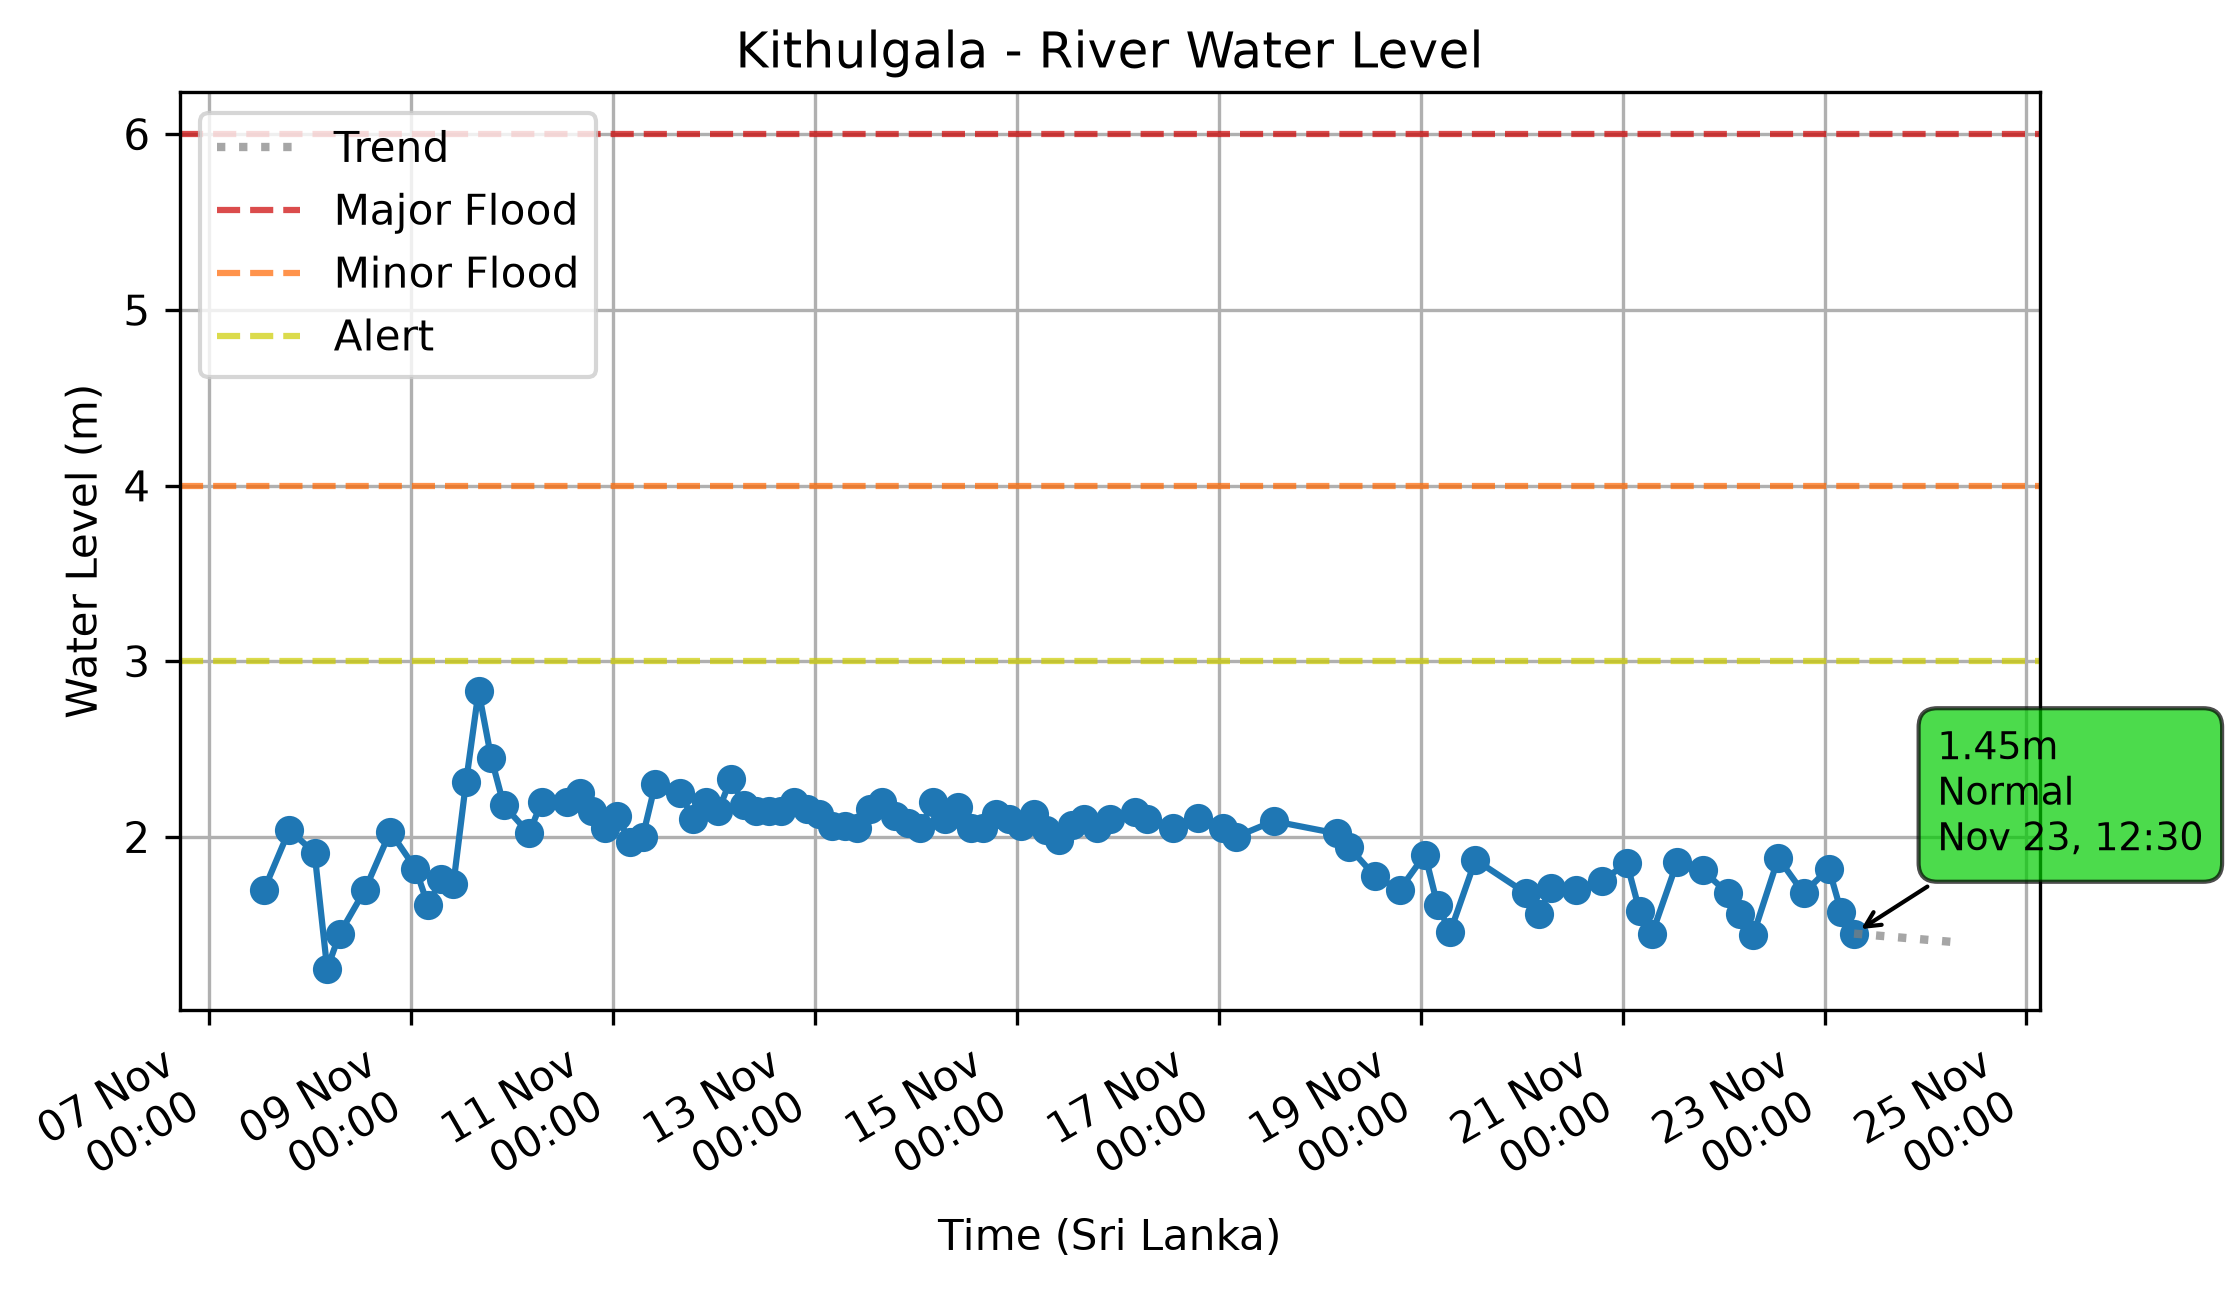 Kithulgala - River Water Level
Trend
Major Flood
Minor Flood
Alert
6
5
4
3
2
Water Level (m)
1.45m
Normal
Nov 23, 12:30
07 Nov
00:00
09 Nov
00:00
11 Nov
00:00
13 Nov
00:00
15 Nov
00:00
17 Nov
00:00
19 Nov
00:00
21 Nov
00:00
23 Nov
00:00
25 Nov
00:00
Time (Sri Lanka)